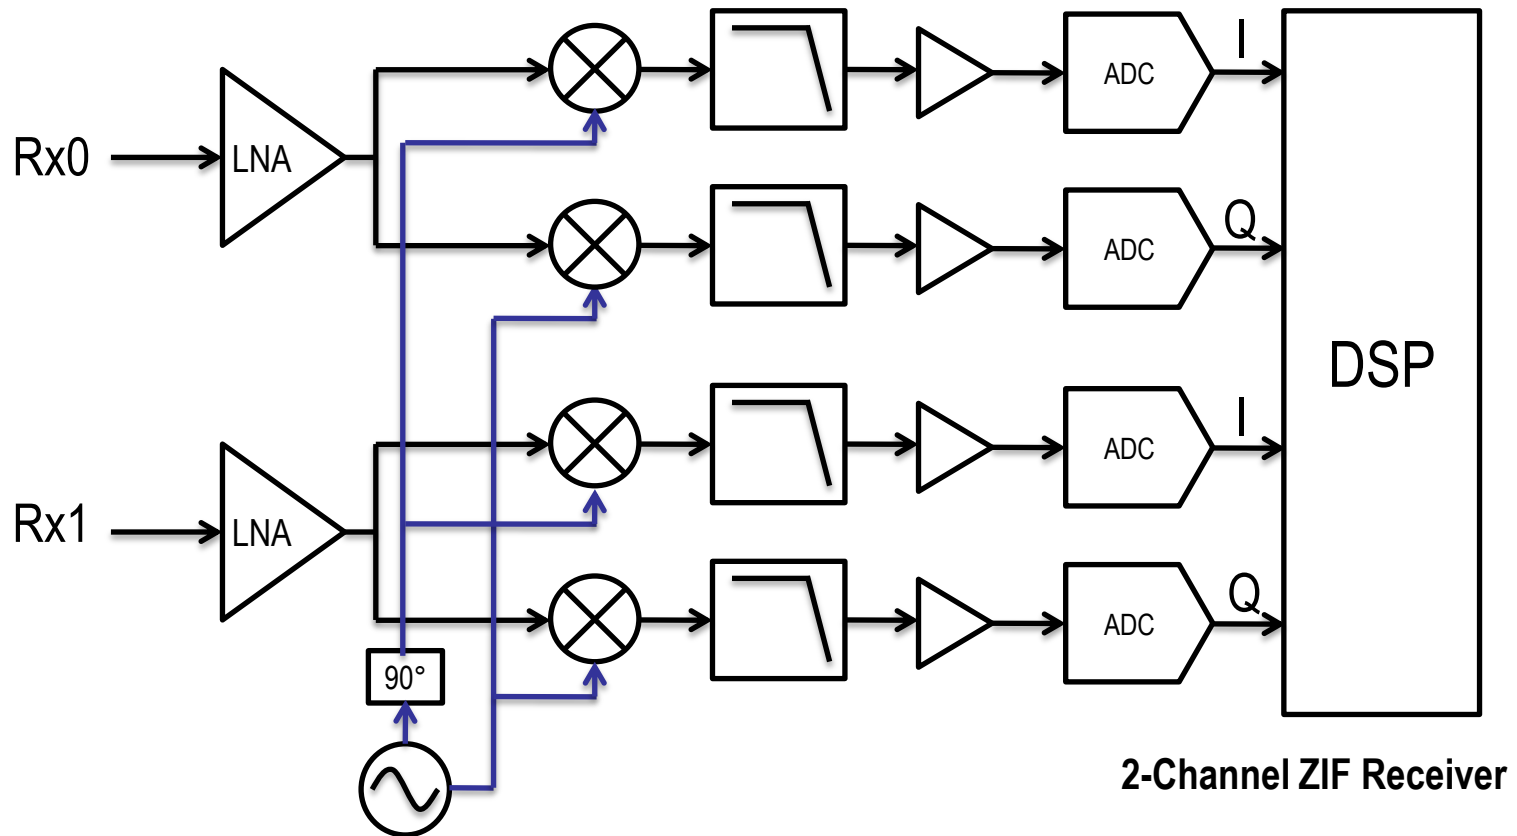 I
ADC
Rx0
LNA
Q
ADC
DSP
I
ADC
Rx1
LNA
Q
ADC
90°
2-Channel ZIF Receiver